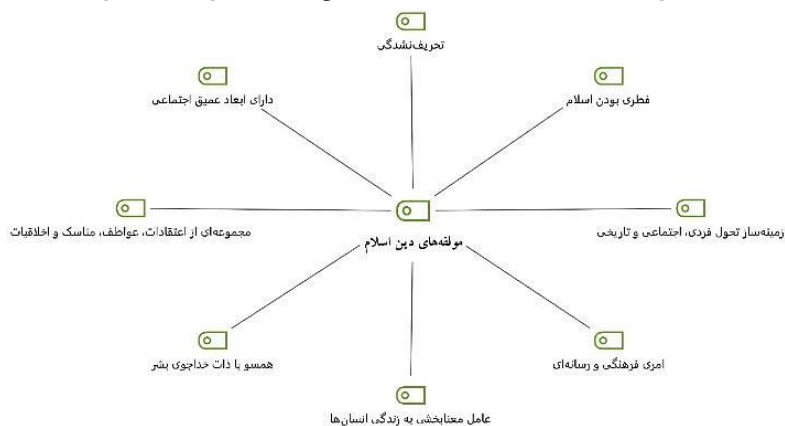 تحریف‌نشدگی
دارای ابعاد عمیق اجتماعی
فطری بودن اسلام
مجموعه‌ای از اعتقادات، عواطف، مناسک و اخلاقیات
مولفه‌های دین اسلام
زمینه‌ساز تحول فردی، اجتماعی و تاریخی
همسو با ذات خداجوی بشر
امری فرهنگی و رسانه‌ای
عامل معنابخشی به زندگی انسان‌ها